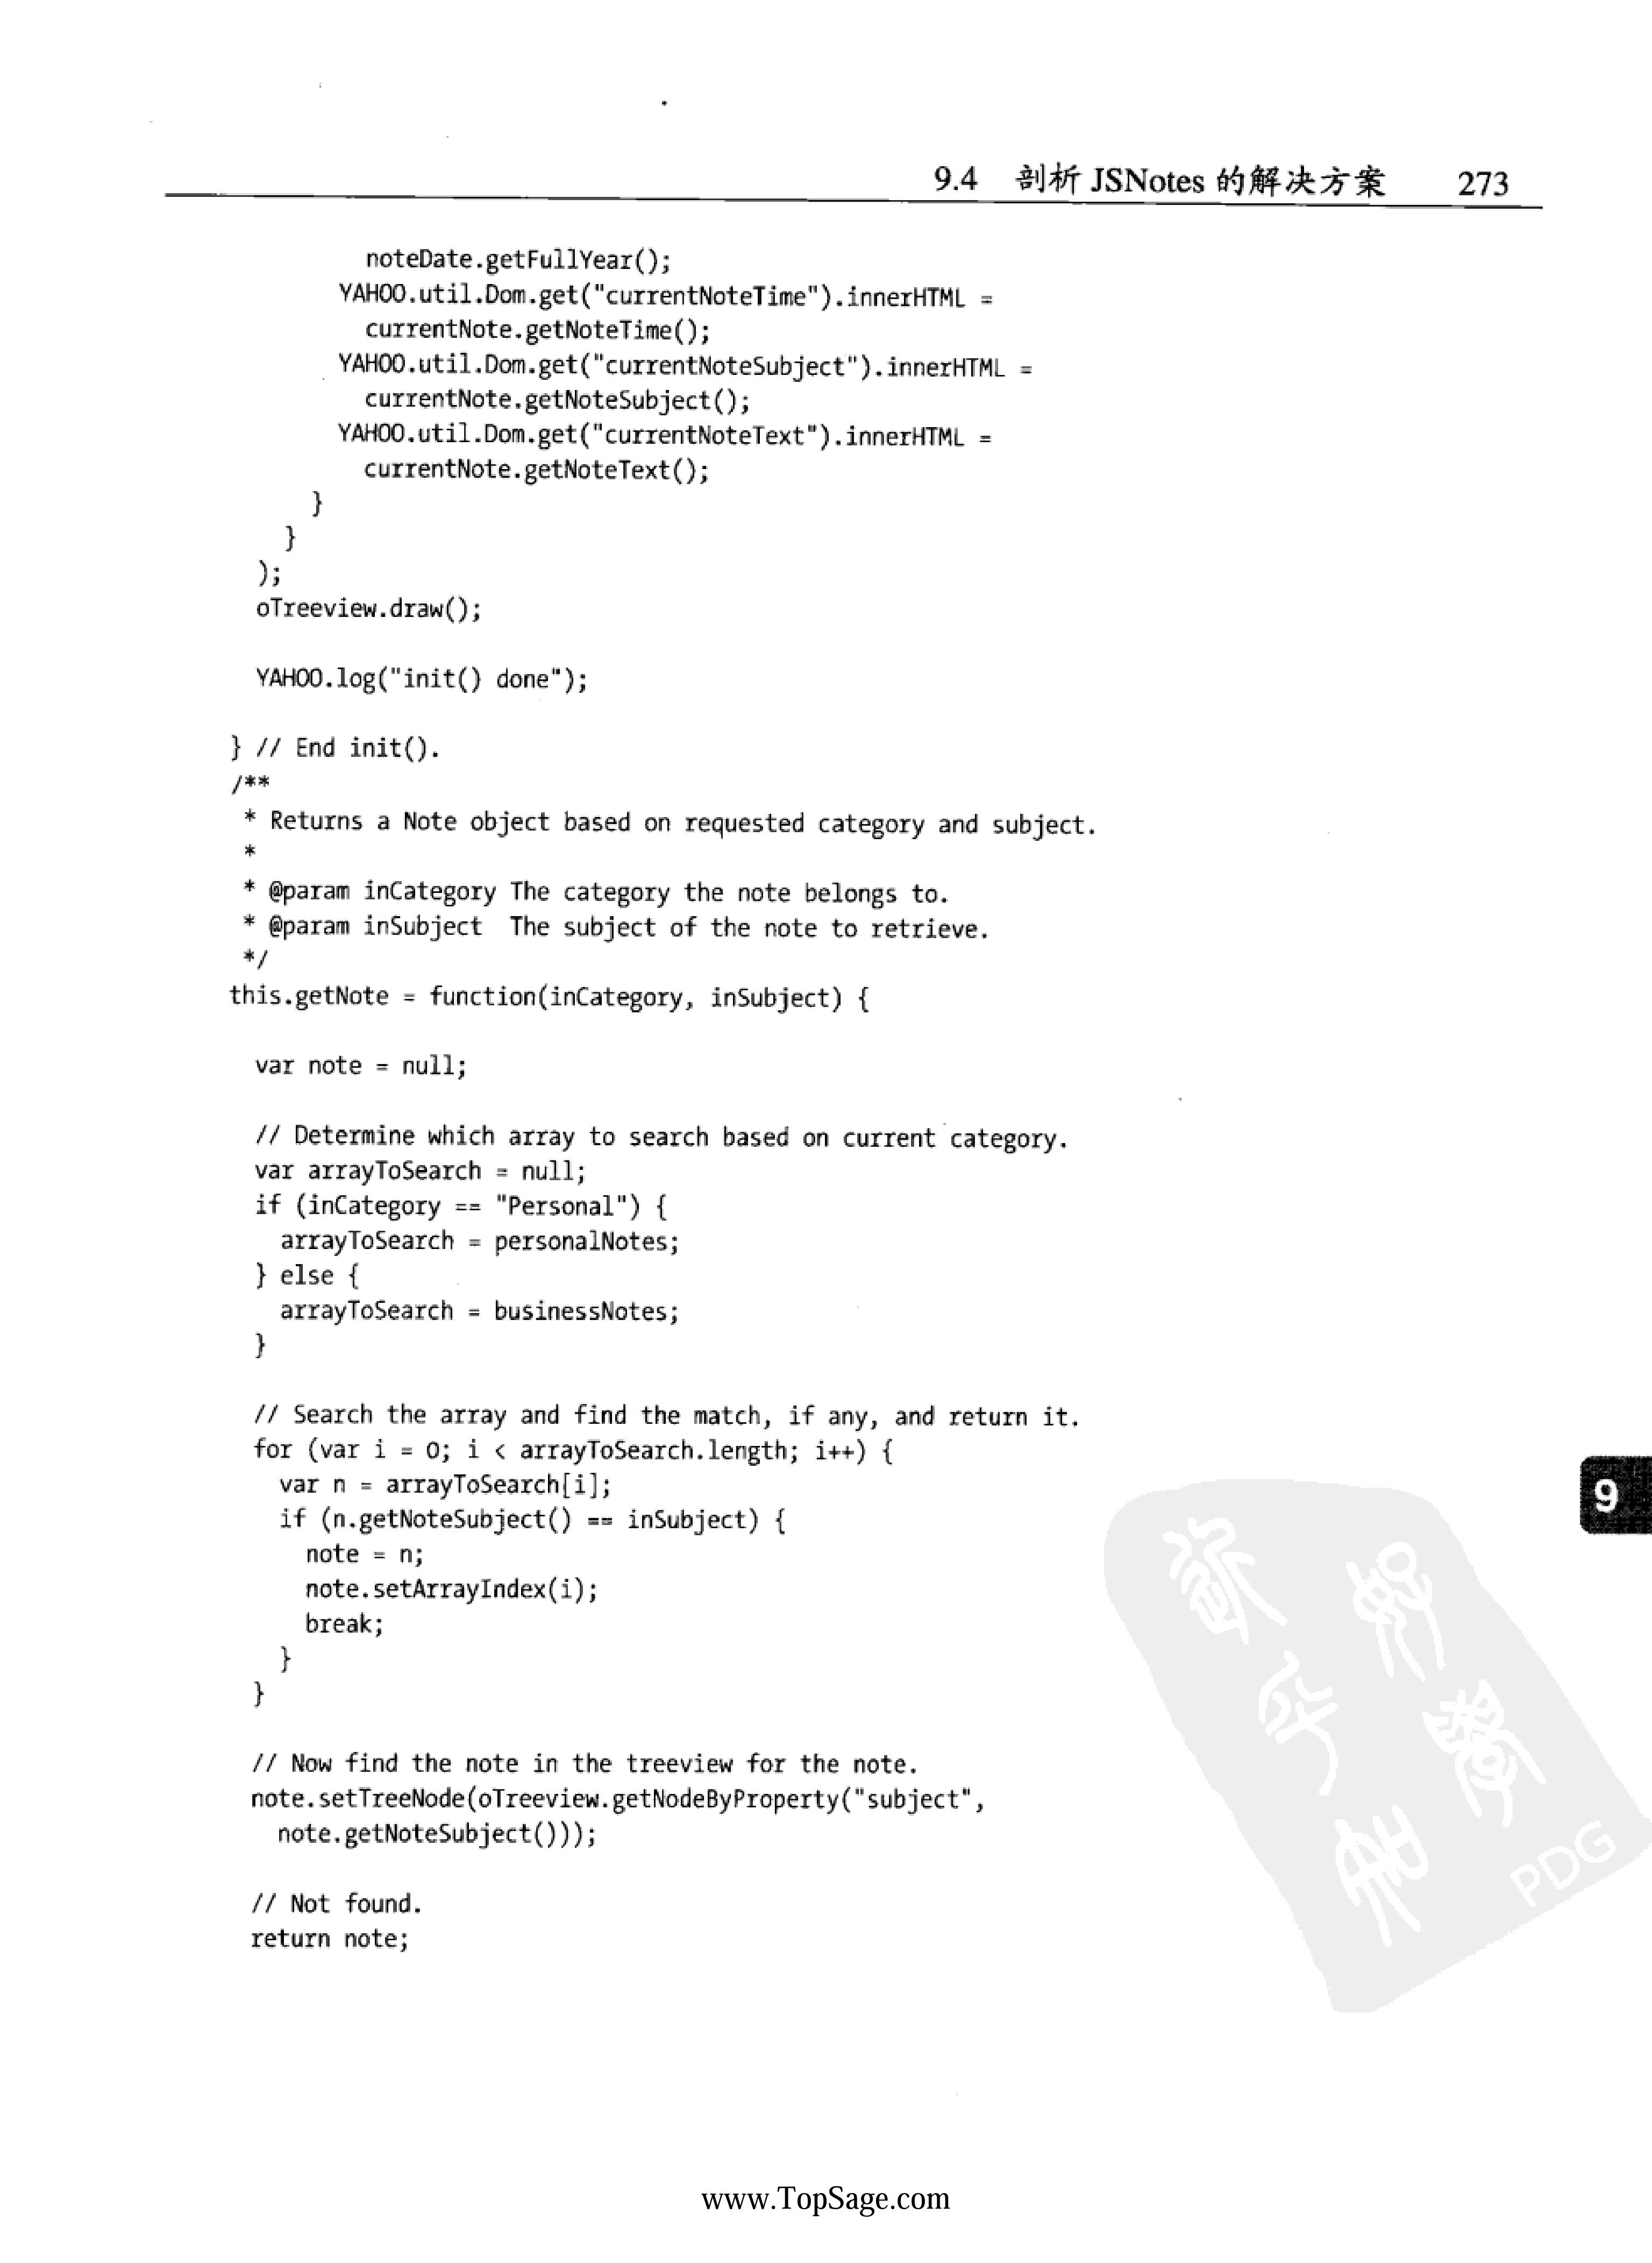 9.4 剖析 JSNotes 的解决方案 273
          noteDate.getFullYear();
        YAHOO.util.Dom.get("currentNoteTime").innerHTML =
          currentNote.getNoteTime();
        YAHOO.util.Dom.get("currentNoteSubject").innerHTML =
          currentNote.getNoteSubject();
        YAHOO.util.Dom.get("currentNoteText").innerHTML =
          currentNote.getNoteText();
      }
    }
  );
  oTreeview.draw();

  YAHOO.log("init() done");

} // End init().
/**
 * Returns a Note object based on requested category and subject.
 *
 * @param inCategory The category the note belongs to.
 * @param inSubject  The subject of the note to retrieve.
 */
this.getNote = function(inCategory, inSubject) {

  var note = null;

  // Determine which array to search based on current category.
  var arrayToSearch = null;
  if (inCategory == "Personal") {
    arrayToSearch = personalNotes;
  } else {
    arrayToSearch = businessNotes;
  }

  // Search the array and find the match, if any, and return it.
  for (var i = 0; i < arrayToSearch.length; i++) {
    var n = arrayToSearch[i];
    if (n.getNoteSubject() == inSubject) {
      note = n;
      note.setArrayIndex(i);
      break;
    }
  }

  // Now find the note in the treeview for the note.
  note.setTreeNode(oTreeview.getNodeByProperty("subject",
    note.getNoteSubject()));

  // Not found.
  return note;
9
PDG
www.TopSage.com